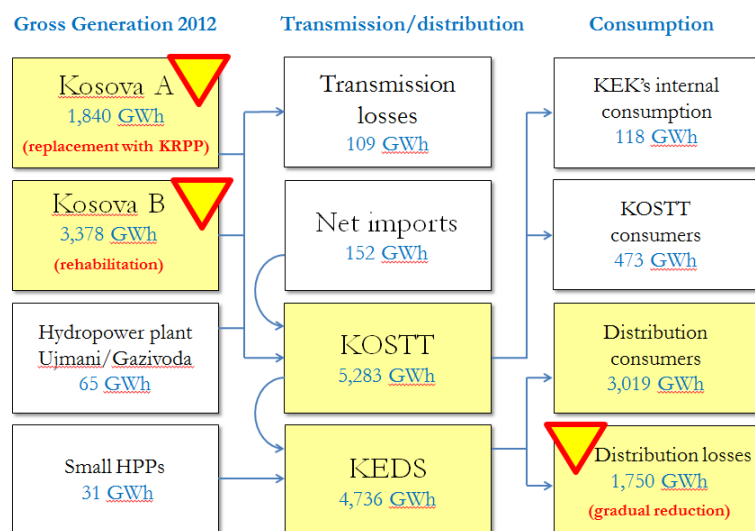 Gross Generation 2012
Transmission/distribution
Consumption
Kosova A
1,840 GWh
(replacement with KRPP)
Kosova B
3,378 GWh
(rehabilitation)
Hydropower plant
Ujmani/Gazivoda
65 GWh
Small HPPs
31 GWh
Transmission
losses
109 GWh
Net imports
152 GWh
KOSTT
5,283 GWh
KEDS
4,736 GWh
KEK's internal
consumption
118 GWh
KOSTT
consumers
473 GWh
Distribution
consumers
3,019 GWh
Distribution losses
1,750 GWh
(gradual reduction)